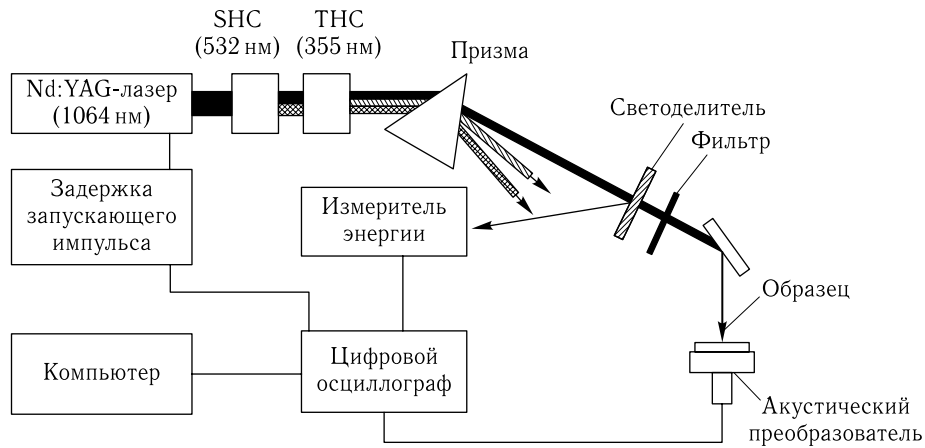 SHC
(532 нм)
THC
(355 нм)
Призма
Nd:YAG-лазер
(1064 нм)
Светоделитель
Фильтр
Задержка
запускающего
импульса
Измеритель
энергии
Образец
Компьютер
Цифровой
осциллограф
Акустический
преобразователь